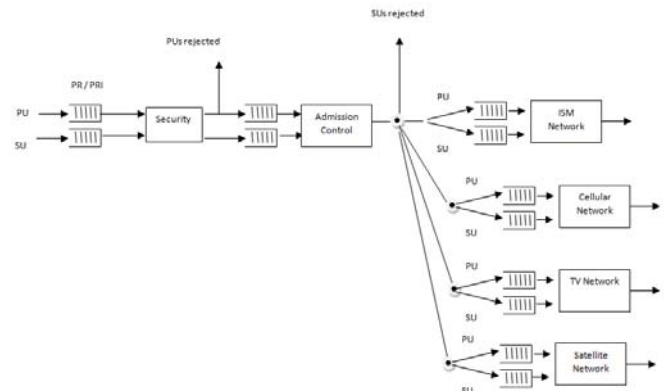 SUs rejected
PUs rejected
PR / PRI
PU
SU
Security
Admission
Control
PU
SU
ISM
Network
PU
SU
Cellular
Network
PU
SU
TV Network
PU
SU
Satellite
Network